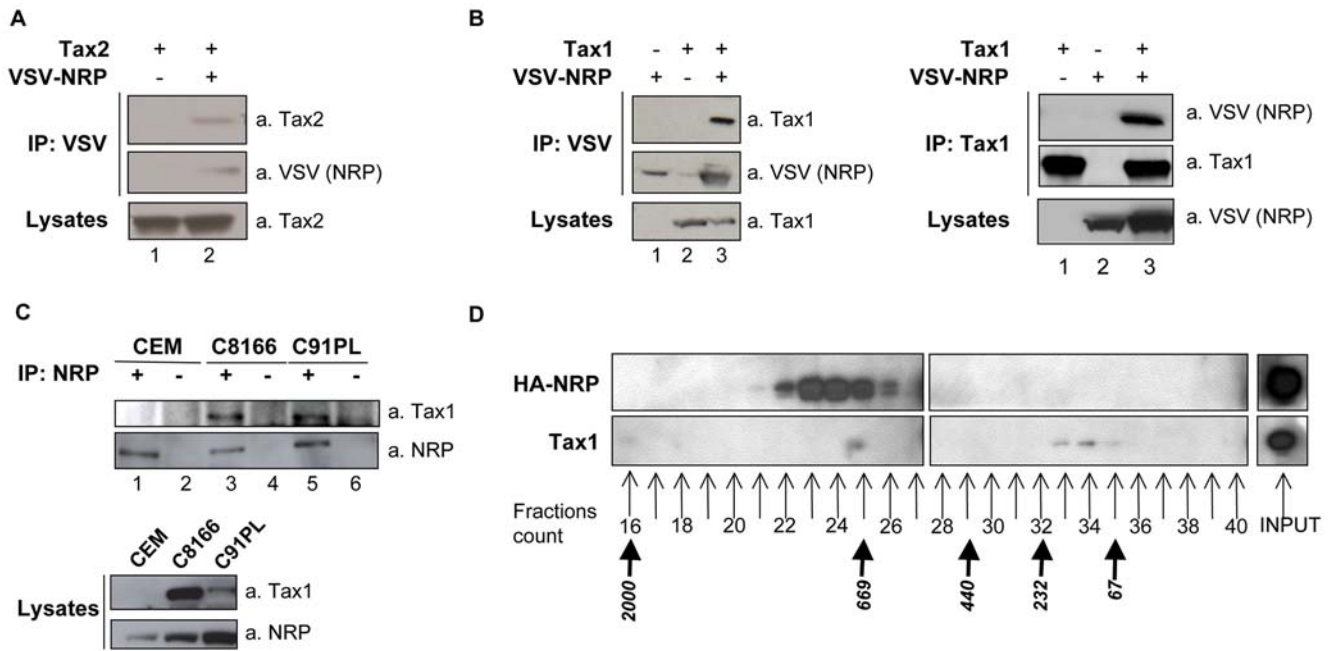 A
Tax2 + +
VSV-NRP - +
IP: VSV
a. Tax2
a. VSV (NRP)
Lysates
a. Tax2
1 2
B
Tax1 - + +
VSV-NRP + - +
IP: VSV
a. Tax1
a. VSV (NRP)
Lysates
a. Tax1
1 2 3
Tax1 + - +
VSV-NRP - + +
IP: Tax1
a. VSV (NRP)
a. Tax1
Lysates
a. VSV (NRP)
1 2 3
C
CEM C8166 C91PL
IP: NRP + - + - + -
a. Tax1
a. NRP
1 2 3 4 5 6
CEM C8166 C91PL
Lysates
a. Tax1
a. NRP
D
HA-NRP
Tax1
Fractions
count
16 18 20 22 24 26 28 30 32 34 36 38 40 INPUT
2000 669 440 232 67